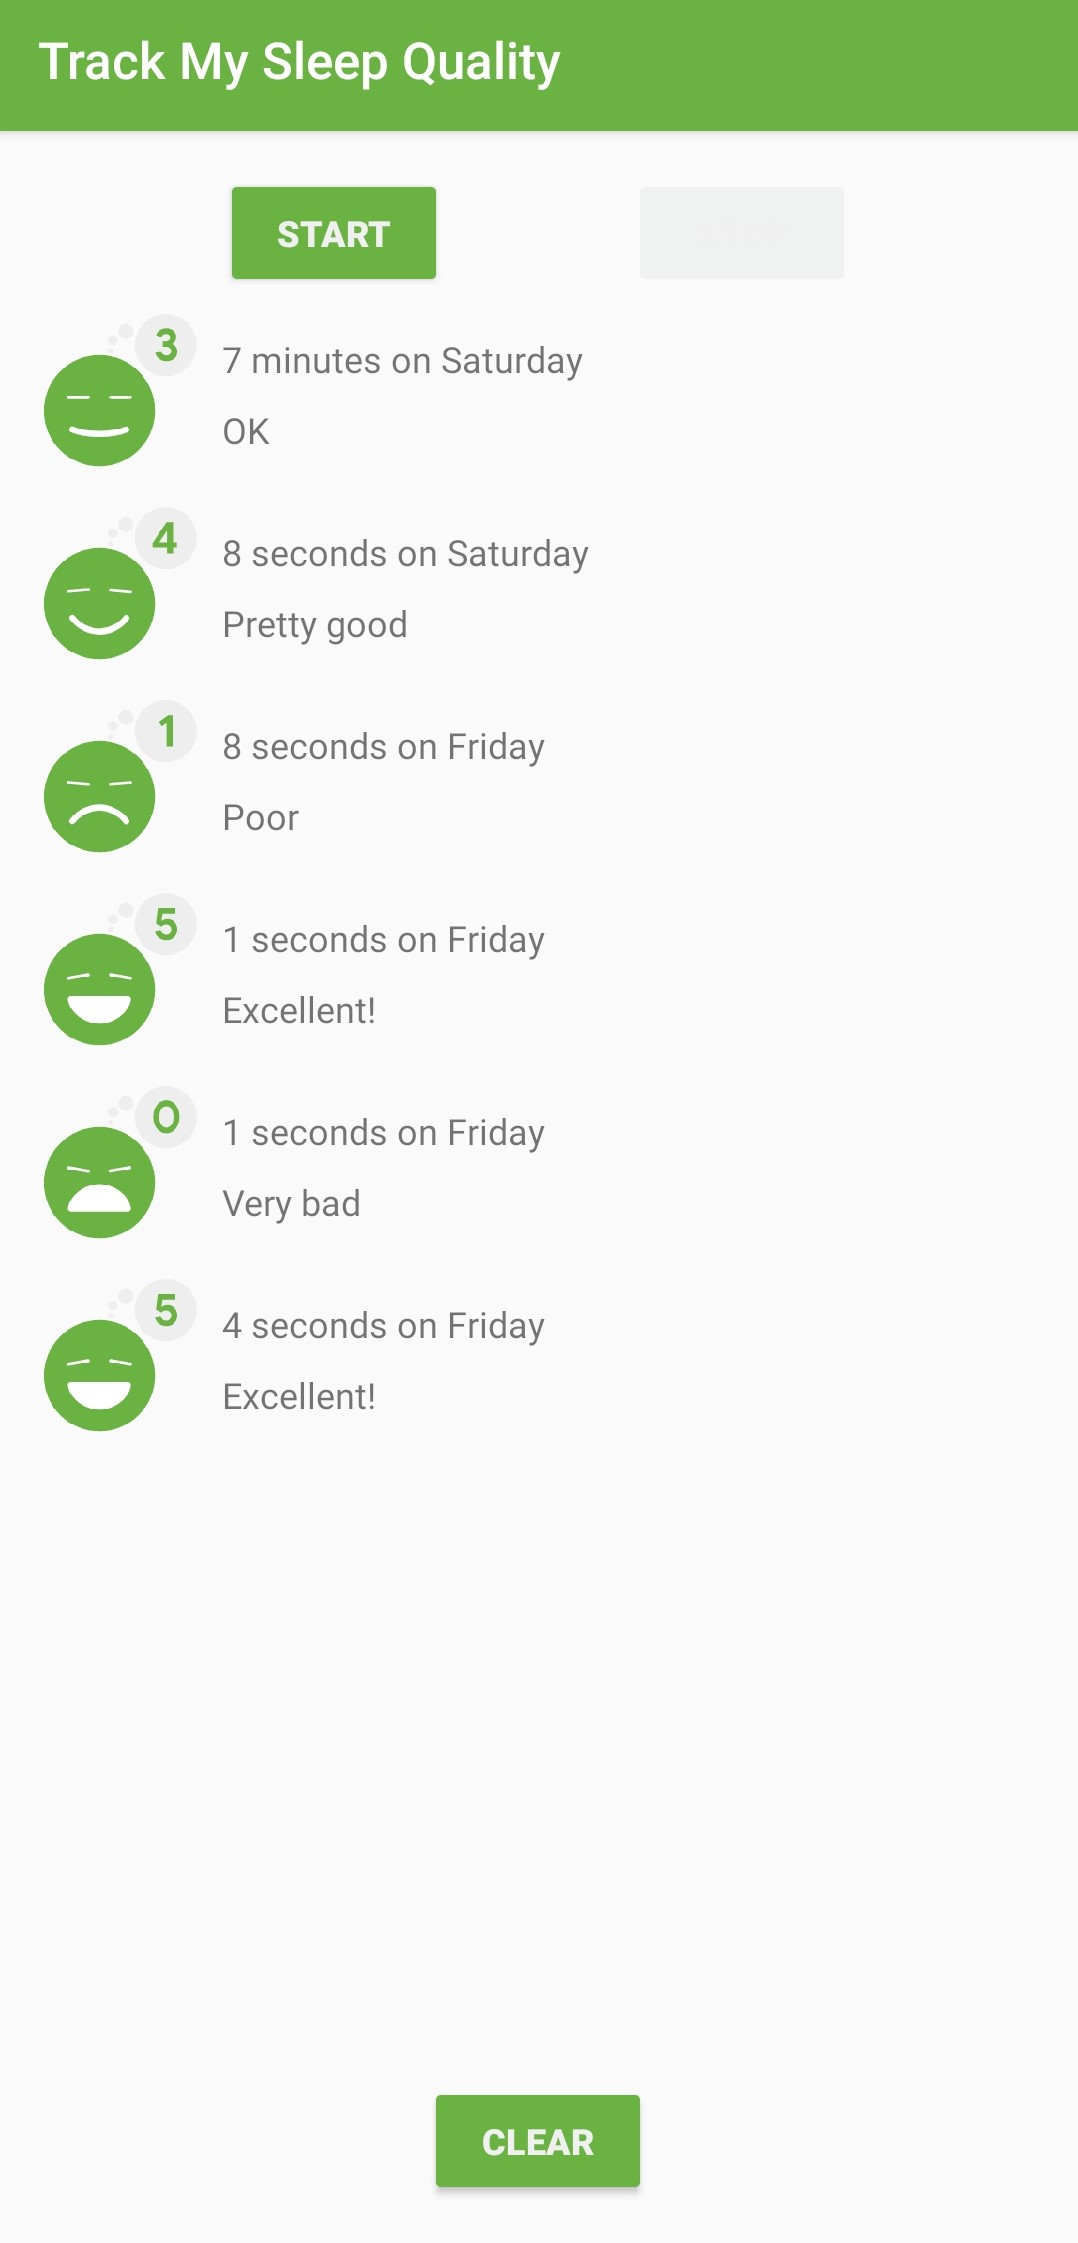 Track My Sleep Quality
START
3
7 minutes on Saturday
OK
4
8 seconds on Saturday
Pretty good
1
8 seconds on Friday
Poor
5
1 seconds on Friday
Excellent!
0
1 seconds on Friday
Very bad
5
4 seconds on Friday
Excellent!
CLEAR